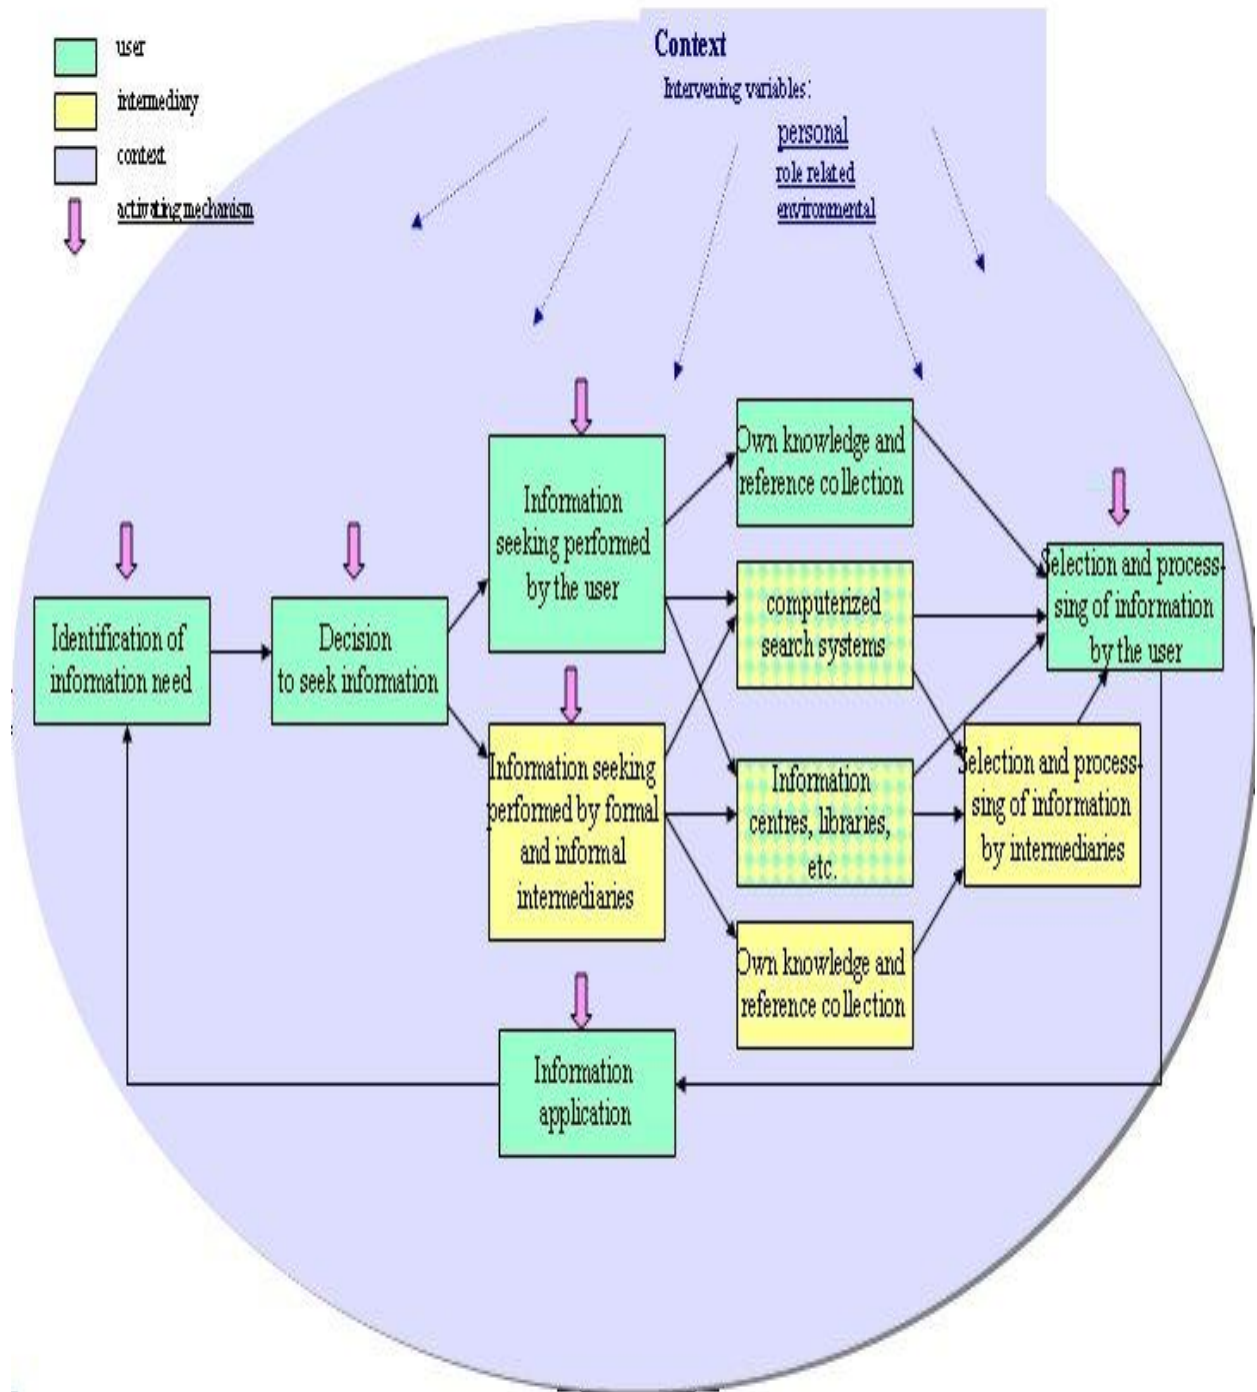 user
intermediary
context
activating mechanism
Context
Intervening variables:
personal
role related
environmental
Identification of
information need
Decision
to seek information
Information
seeking performed
by the user
Information seeking
performed by formal
and informal
intermediaries
Own knowledge and
reference collection
computerized
search systems
Information
centres, libraries,
etc.
Own knowledge and
reference collection
Selection and process-
sing of information
by the user
Selection and process-
sing of information
by intermediaries
Information
application